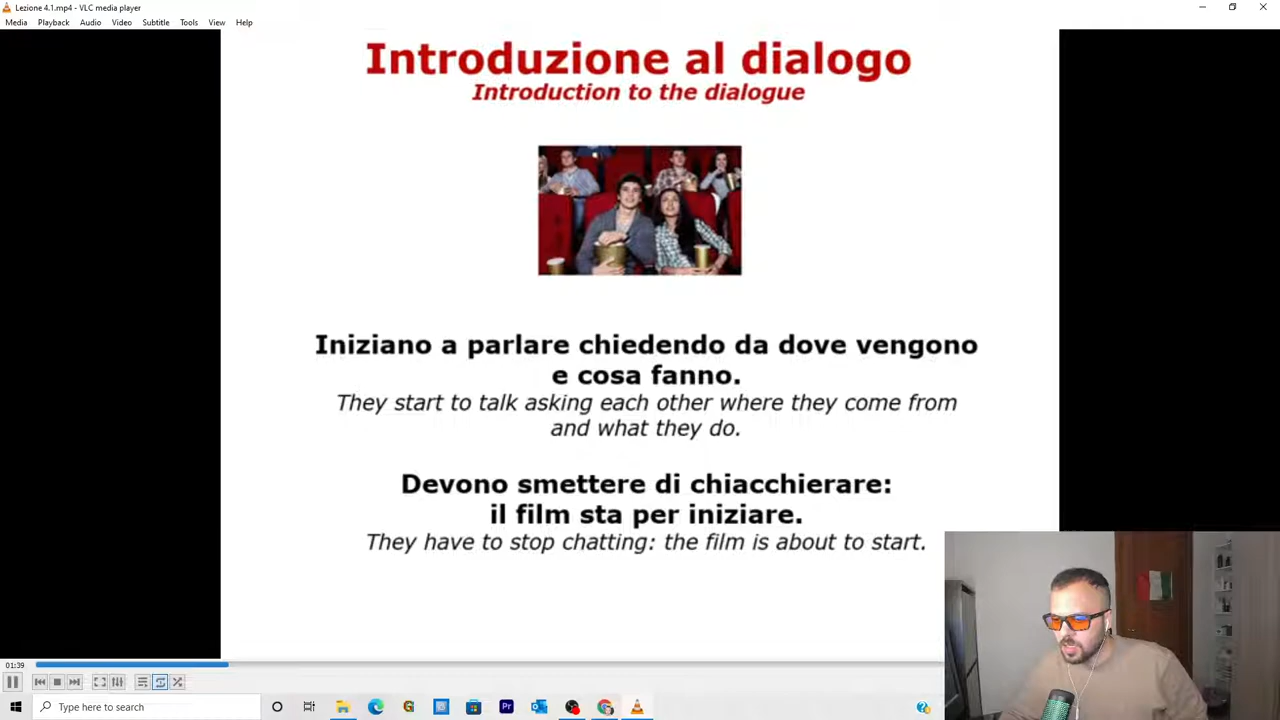 Lezione 4.1.mp4 - VLC media player
Media Playback Audio Video Subtitle Tools View Help
Introduzione al dialogo
Introduction to the dialogue
Iniziano a parlare chiedendo da dove vengono
e cosa fanno.
They start to talk asking each other where they come from
and what they do.
Devono smettere di chiacchierare:
il film sta per iniziare.
They have to stop chatting: the film is about to start.
01:39
Type here to search
Pr